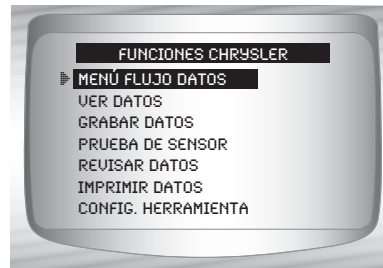 FUNCIONES CHRYSLER
MENÚ FLUJO DATOS
VER DATOS
GRABAR DATOS
PRUEBA DE SENSOR
REVISAR DATOS
IMPRIMIR DATOS
CONFIG. HERRAMIENTA